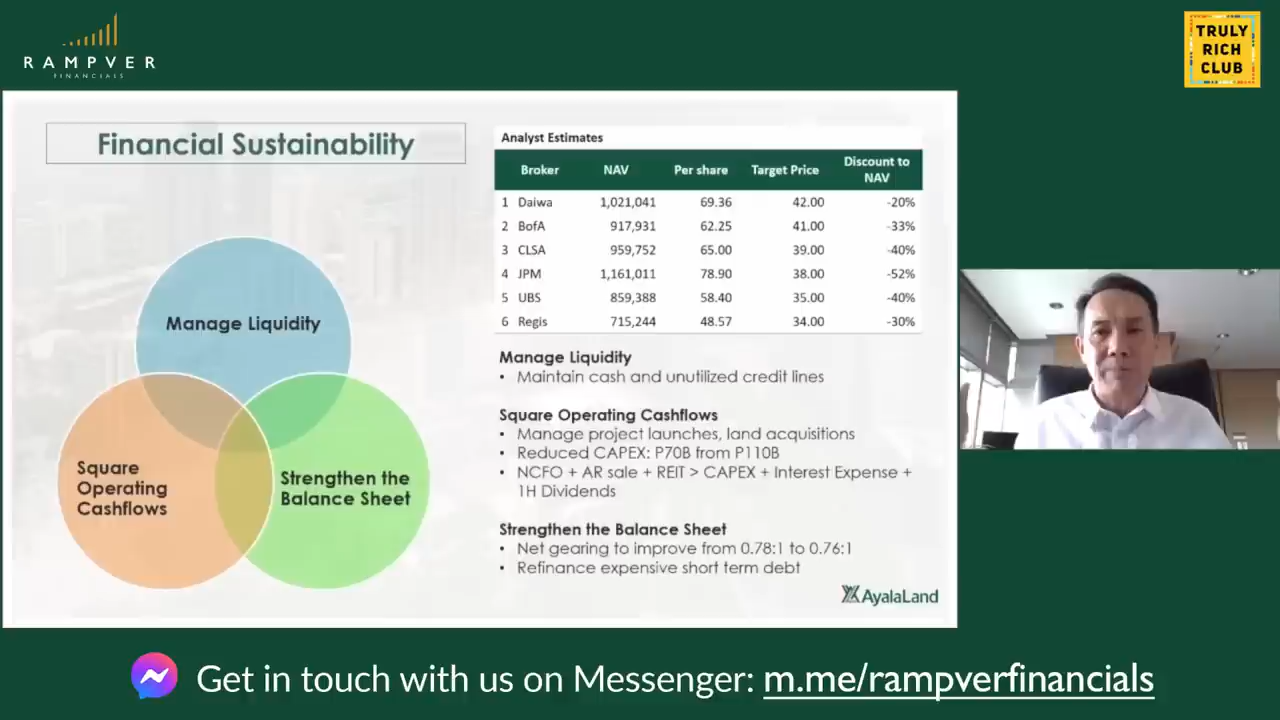 RAMPVER
FINANCIALS
TRULY
RICH
CLUB
Financial Sustainability
Manage Liquidity
Square
Operating
Cashflows
Strengthen the
Balance Sheet
Analyst Estimates
Broker NAV Per share Target Price Discount to NAV
1 Daiwa 1,021,041 69.36 42.00 -20%
2 BofA 917,931 62.25 41.00 -33%
3 CLSA 959,752 65.00 39.00 -40%
4 JPM 1,161,011 78.90 38.00 -52%
5 UBS 859,388 58.40 35.00 -40%
6 Regis 715,244 48.57 34.00 -30%
Manage Liquidity
• Maintain cash and unutilized credit lines
Square Operating Cashflows
• Manage project launches, land acquisitions
• Reduced CAPEX: P70B from P110B
• NCFO + AR sale + REIT > CAPEX + Interest Expense +
1H Dividends
Strengthen the Balance Sheet
• Net gearing to improve from 0.78:1 to 0.76:1
• Refinance expensive short term debt
AyalaLand
Get in touch with us on Messenger: m.me/rampverfinancials